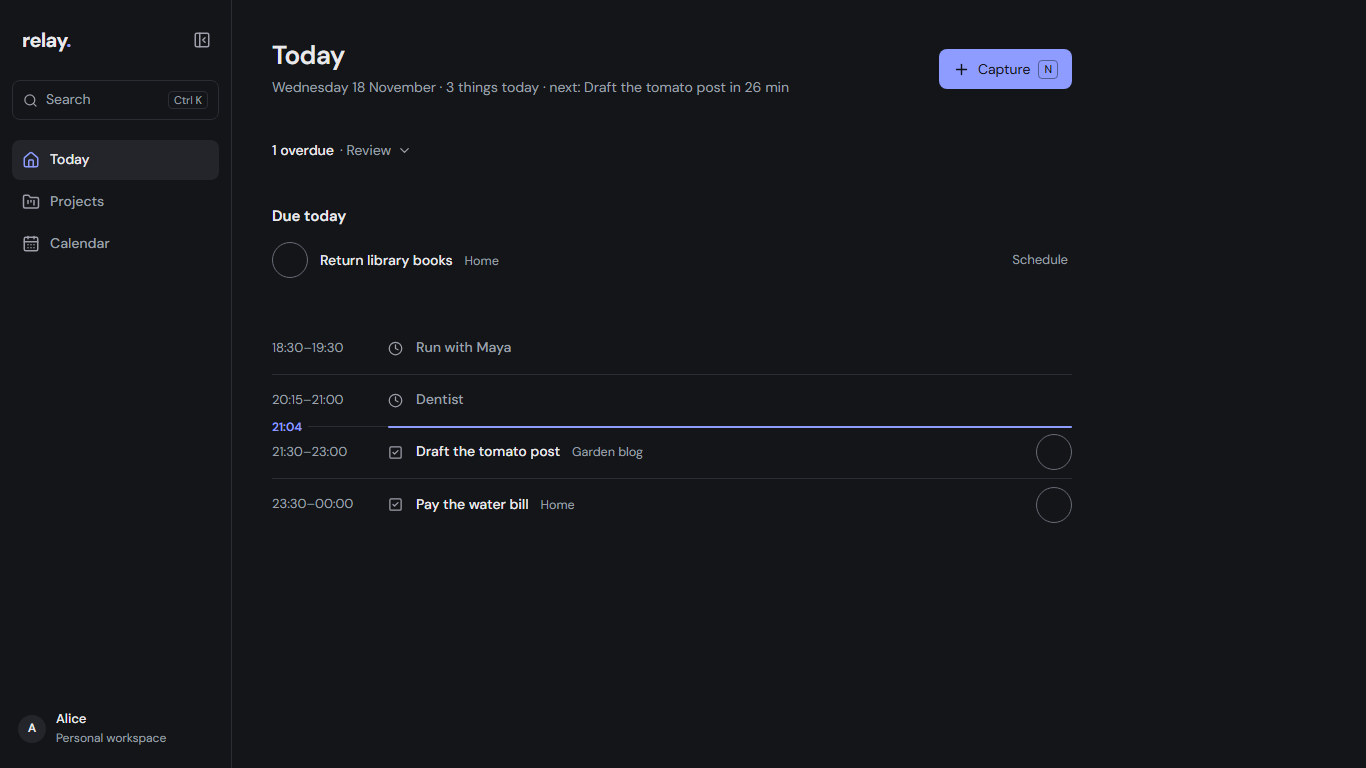 relay.
Search Ctrl K
Today
Projects
Calendar
Alice
A
Personal workspace
Today
Wednesday 18 November · 3 things today · next: Draft the tomato post in 26 min
Capture N
1 overdue · Review
Due today
Return library books Home Schedule
18:30–19:30 Run with Maya
20:15–21:00 Dentist
21:04
21:30–23:00 Draft the tomato post Garden blog
23:30–00:00 Pay the water bill Home